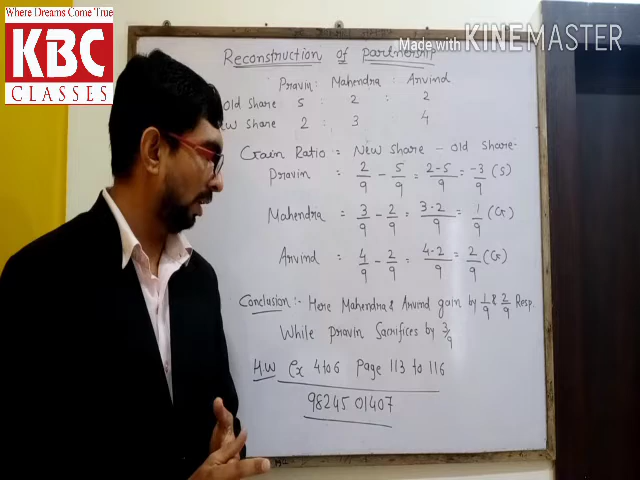 Where Dreams Come True
KBC
CLASSES
Made with KINEMASTER
Reconstruction of partnership
Pravin : Mahendra : Arvind
old share 5 : 2 : 2
share 2 : 3 : 4
Gain Ratio = New share - old share
Pravin = 2/9 - 5/9 = 2-5/9 = -3/9 (S)
Mahendra = 3/9 - 2/9 = 3-2/9 = 1/9 (G)
Arvind = 4/9 - 2/9 = 4-2/9 = 2/9 (G)
Conclusion :- Here Mahendra & Arvind gain by 1/9 & 2/9 Resp.
While Pravin Sacrifices by 3/9
H.W Ex 4 to 6 Page 113 to 116
98245 01407